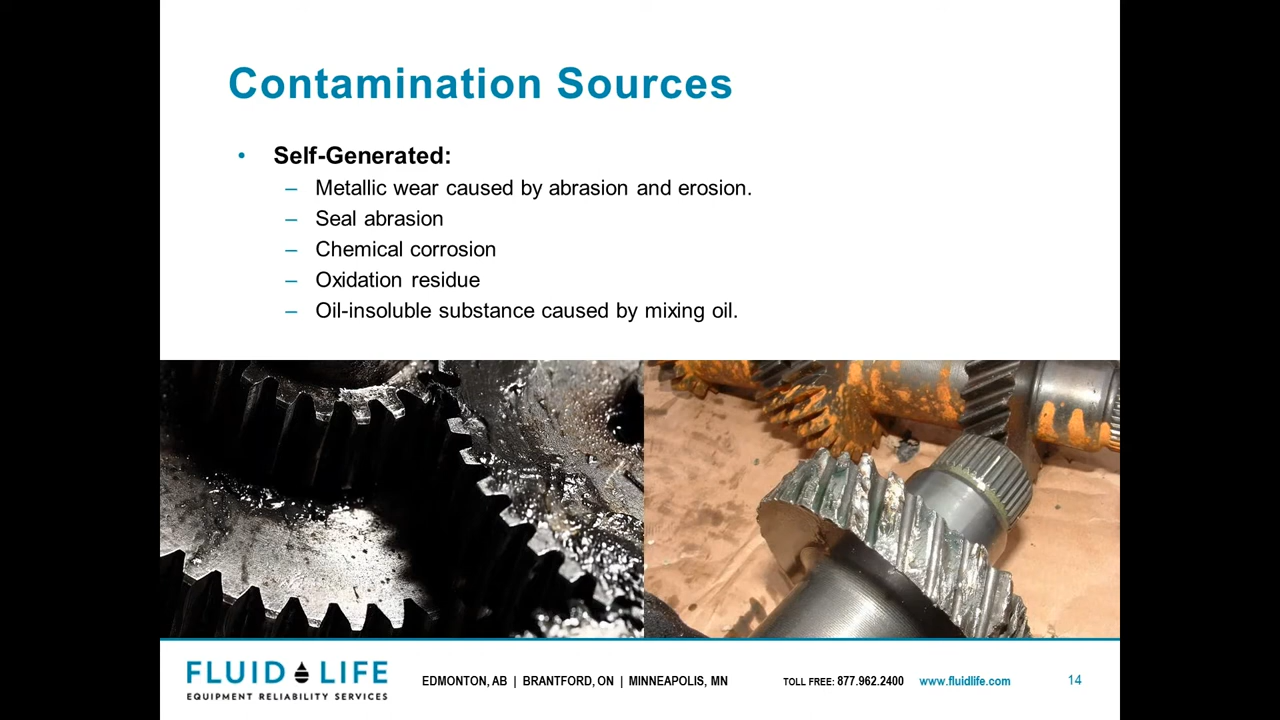 Contamination Sources
• Self-Generated:
– Metallic wear caused by abrasion and erosion.
– Seal abrasion
– Chemical corrosion
– Oxidation residue
– Oil-insoluble substance caused by mixing oil.
FLUID LIFE
EQUIPMENT RELIABILITY SERVICES
EDMONTON, AB | BRANTFORD, ON | MINNEAPOLIS, MN
TOLL FREE: 877.962.2400 www.fluidlife.com
14